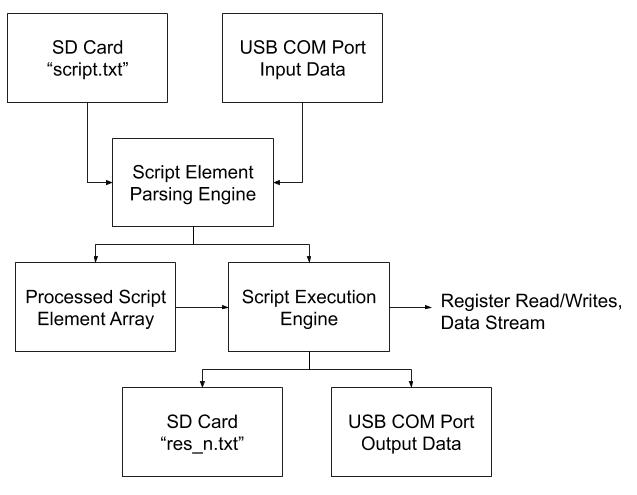 SD Card
“script.txt”
USB COM Port
Input Data
Script Element
Parsing Engine
Processed Script
Element Array
Script Execution
Engine
Register Read/Writes,
Data Stream
SD Card
“res_n.txt”
USB COM Port
Output Data